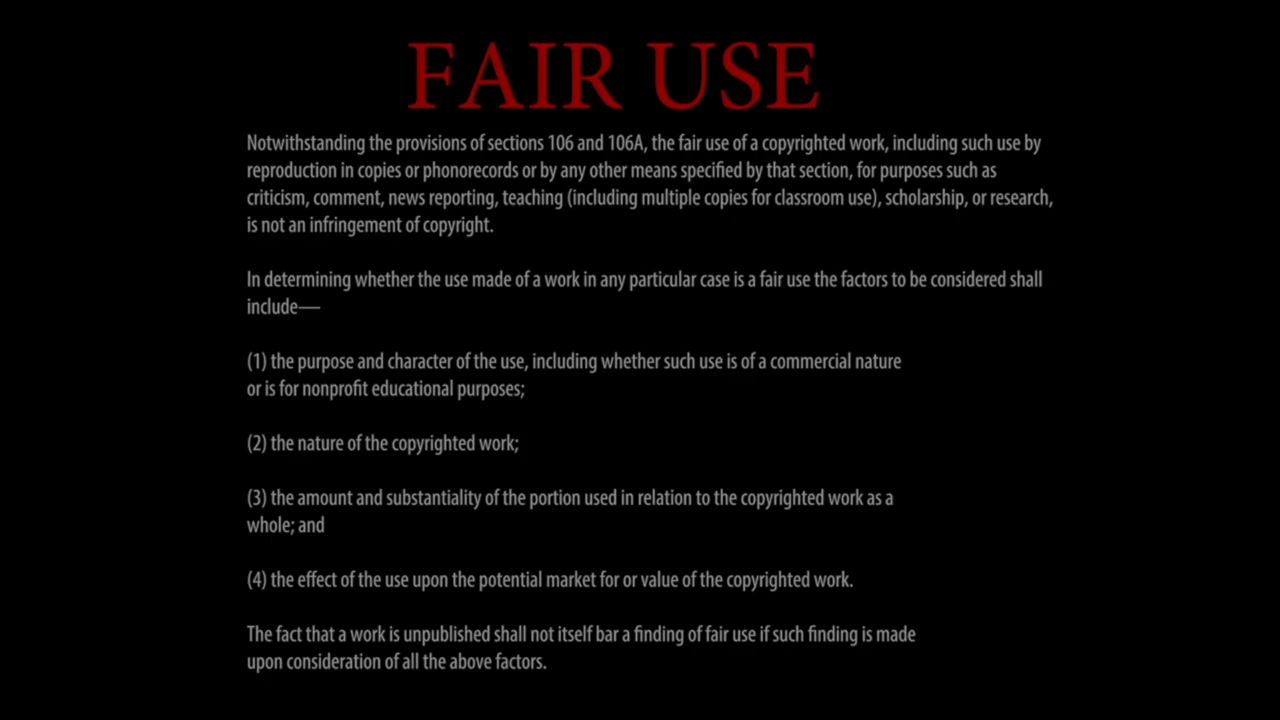 FAIR USE
Notwithstanding the provisions of sections 106 and 106A, the fair use of a copyrighted work, including such use by
reproduction in copies or phonorecords or by any other means specified by that section, for purposes such as
criticism, comment, news reporting, teaching (including multiple copies for classroom use), scholarship, or research,
is not an infringement of copyright.
In determining whether the use made of a work in any particular case is a fair use the factors to be considered shall
include—
(1) the purpose and character of the use, including whether such use is of a commercial nature
or is for nonprofit educational purposes;
(2) the nature of the copyrighted work;
(3) the amount and substantiality of the portion used in relation to the copyrighted work as a
whole; and
(4) the effect of the use upon the potential market for or value of the copyrighted work.
The fact that a work is unpublished shall not itself bar a finding of fair use if such finding is made
upon consideration of all the above factors.